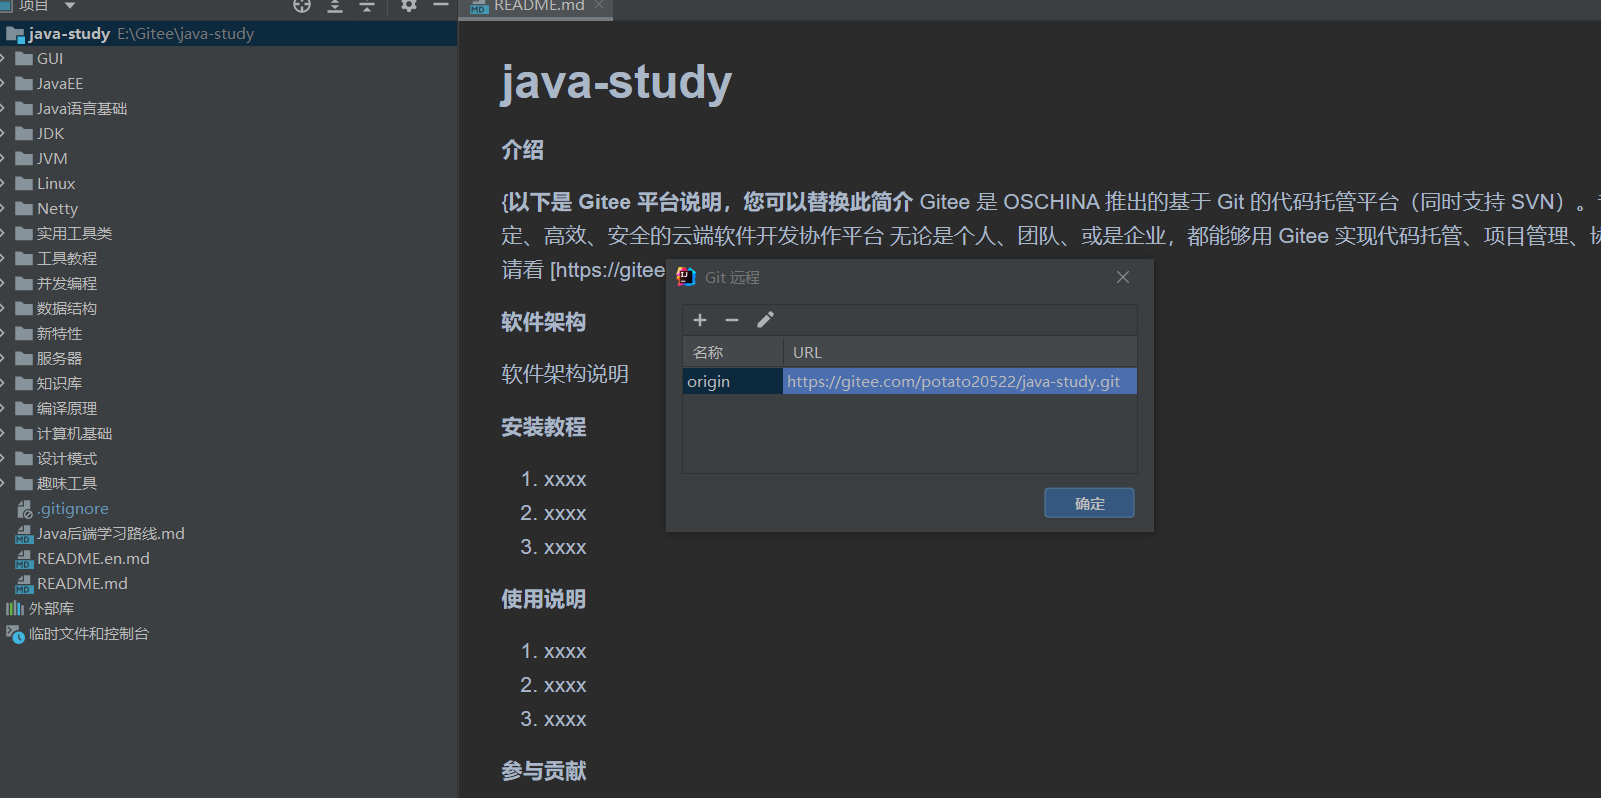 项目
java-study E:\Gitee\java-study
GUI
JavaEE
Java语言基础
JDK
JVM
Linux
Netty
实用工具类
工具教程
并发编程
数据结构
新特性
服务器
知识库
编译原理
计算机基础
设计模式
趣味工具
.gitignore
Java后端学习路线.md
README.en.md
README.md
外部库
临时文件和控制台
README.md
java-study
介绍
{以下是 Gitee 平台说明，您可以替换此简介 Gitee 是 OSCHINA 推出的基于 Git 的代码托管平台（同时支持 SVN）。
定、高效、安全的云端软件开发协作平台 无论是个人、团队、或是企业，都能够用 Gitee 实现代码托管、项目管理、
请看 [https://gitee
软件架构
软件架构说明
安装教程
1. xxxx
2. xxxx
3. xxxx
使用说明
1. xxxx
2. xxxx
3. xxxx
参与贡献
Git 远程
名称 URL
origin https://gitee.com/potato20522/java-study.git
确定